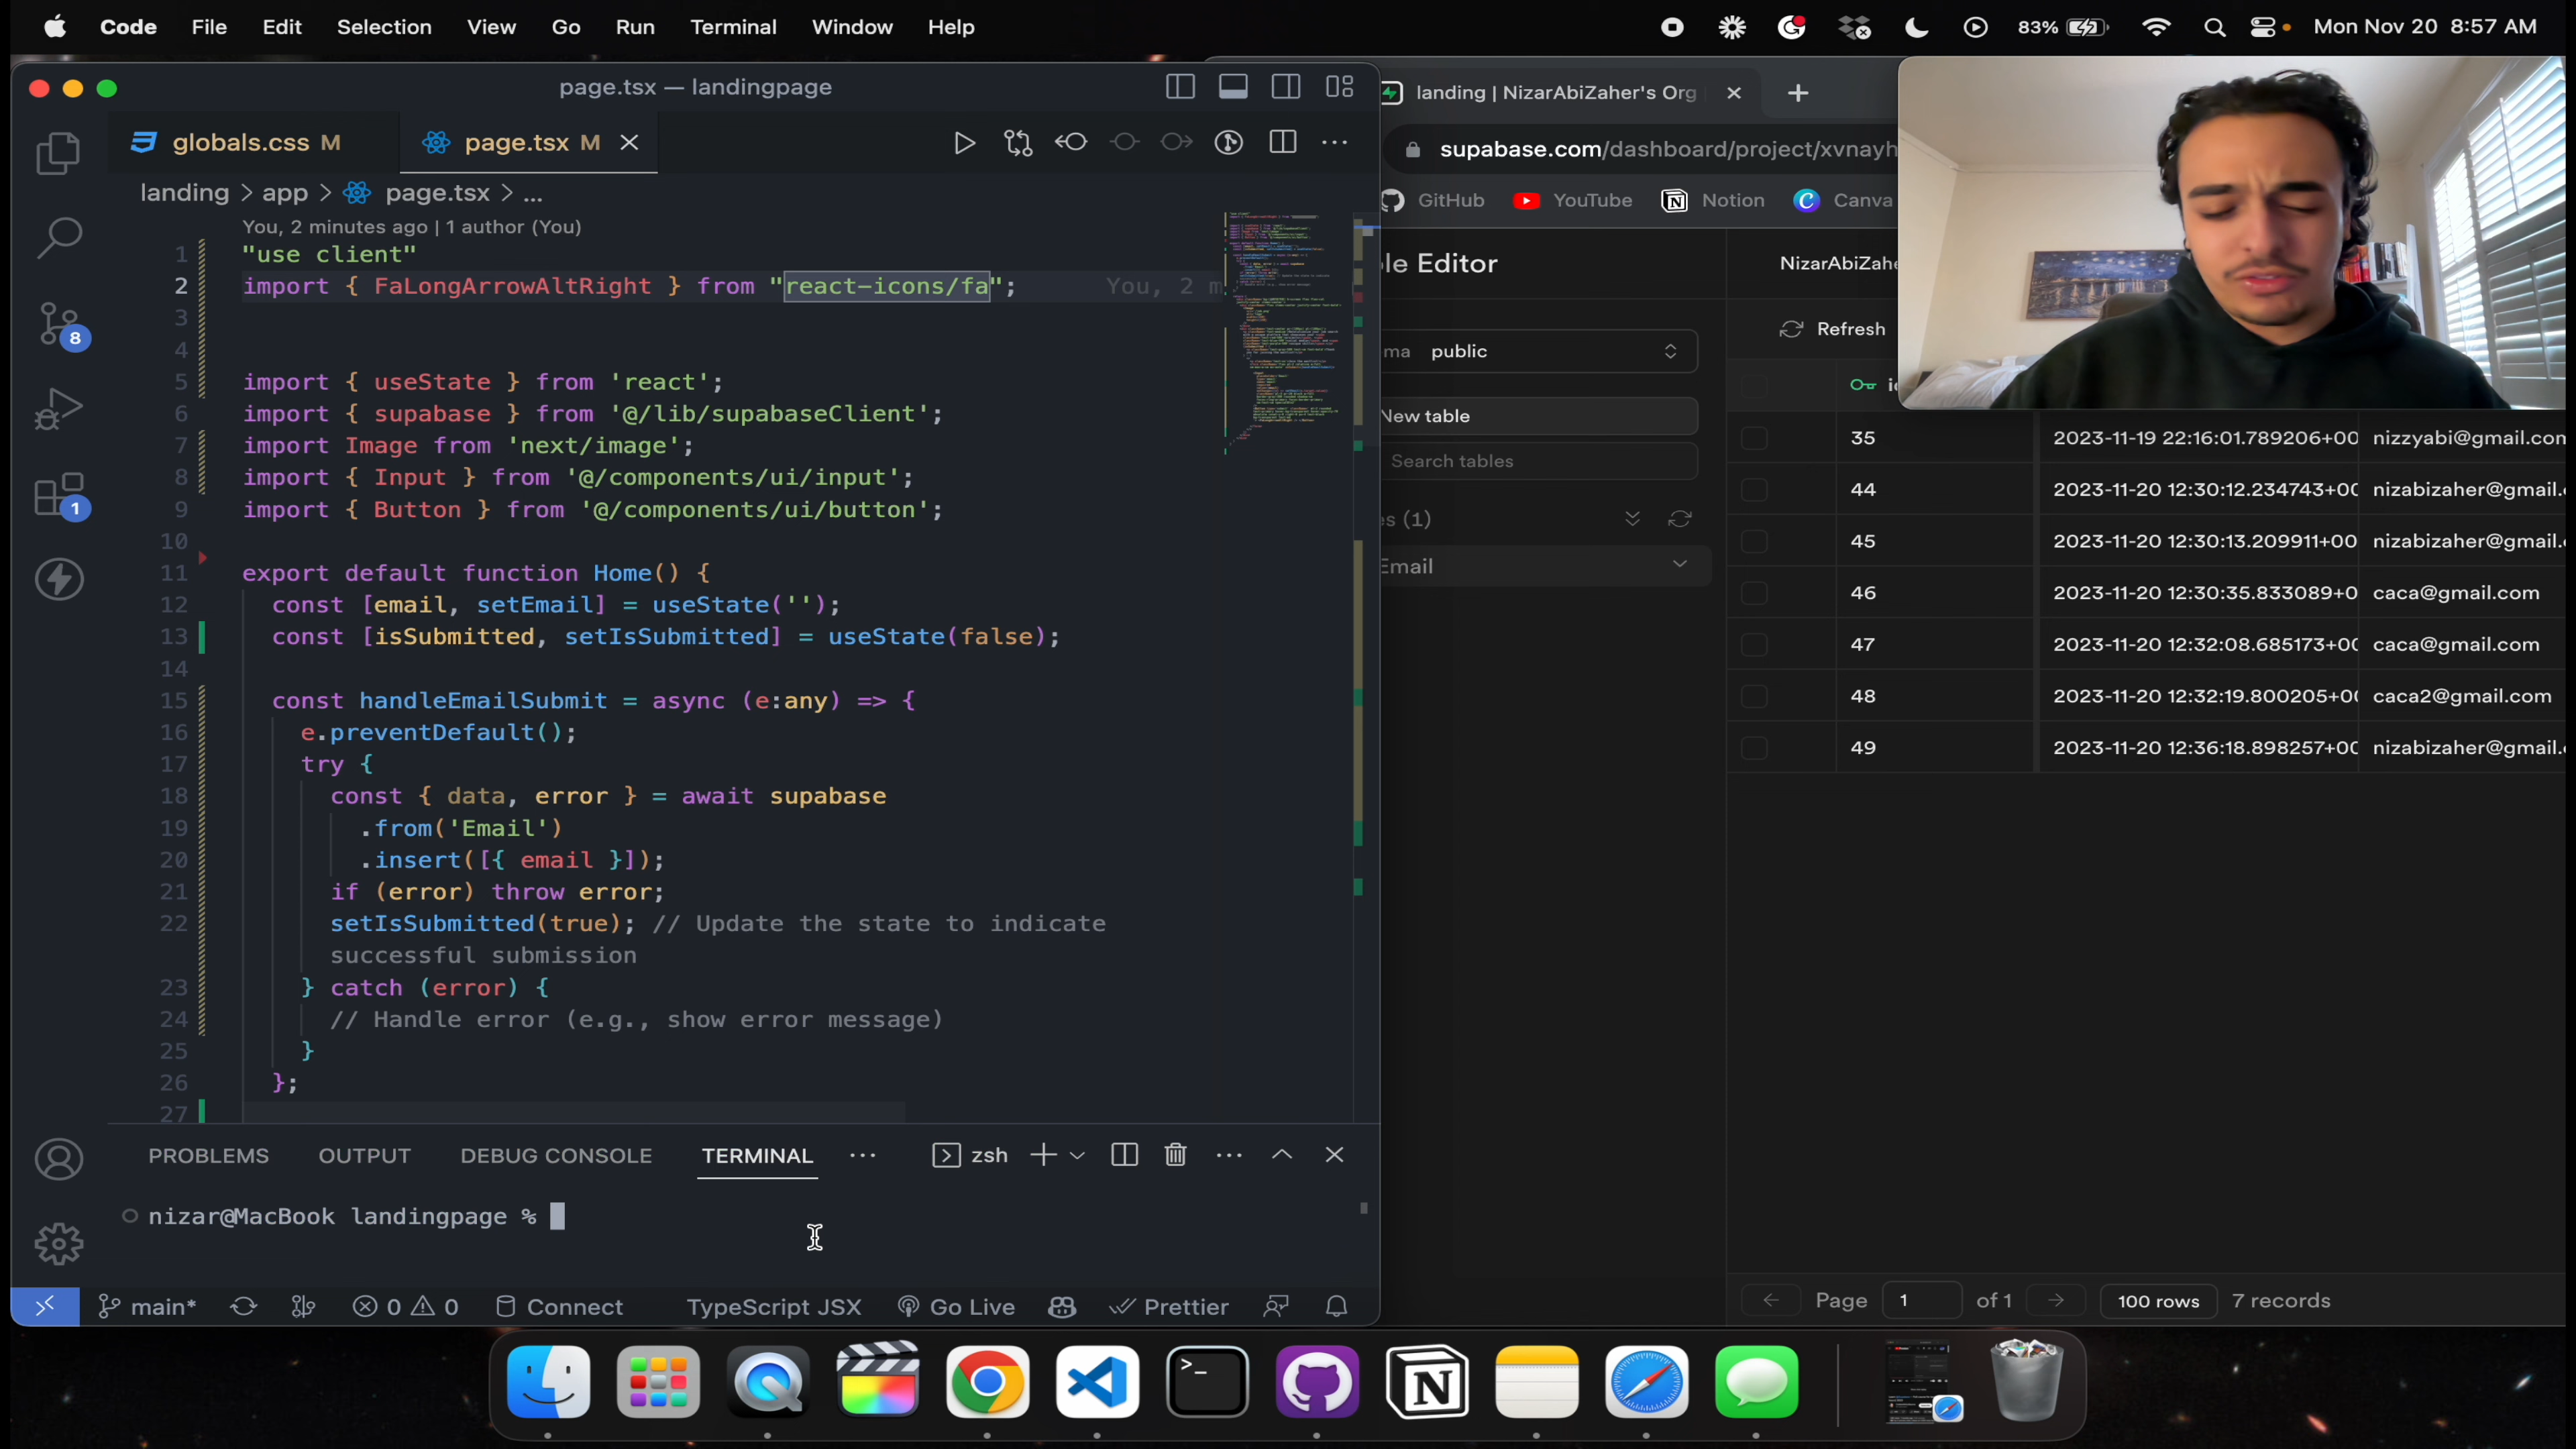 Code File Edit Selection View Go Run Terminal Window Help
83% Mon Nov 20 8:57 AM
page.tsx — landingpage
globals.css M
page.tsx M
landing > app > page.tsx > ...
You, 2 minutes ago | 1 author (You)
1 "use client"
2 import { FaLongArrowAltRight } from "react-icons/fa"; You, 2 m
3
4
5 import { useState } from 'react';
6 import { supabase } from '@/lib/supabaseClient';
7 import Image from 'next/image';
8 import { Input } from '@/components/ui/input';
9 import { Button } from '@/components/ui/button';
10
11 export default function Home() {
12 const [email, setEmail] = useState('');
13 const [isSubmitted, setIsSubmitted] = useState(false);
14
15 const handleEmailSubmit = async (e:any) => {
16 e.preventDefault();
17 try {
18 const { data, error } = await supabase
19 .from('Email')
20 .insert([{ email }]);
21 if (error) throw error;
22 setIsSubmitted(true); // Update the state to indicate
successful submission
23 } catch (error) {
24 // Handle error (e.g., show error message)
25 }
26 };
27
8
1
PROBLEMS OUTPUT DEBUG CONSOLE TERMINAL ... zsh
nizar@MacBook landingpage %
main* 0 0 Connect TypeScript JSX Go Live Prettier
landing | NizarAbiZaher's Org
supabase.com/dashboard/project/xvnayh
GitHub YouTube Notion Canva
le Editor
NizarAbiZahe
Refresh
ma public
New table
Search tables
es (1)
Email
35 2023-11-19 22:16:01.789206+00 nizzyabi@gmail.com
44 2023-11-20 12:30:12.234743+00 nizabizaher@gmail.
45 2023-11-20 12:30:13.209911+00 nizabizaher@gmail.
46 2023-11-20 12:30:35.833089+0 caca@gmail.com
47 2023-11-20 12:32:08.685173+00 caca@gmail.com
48 2023-11-20 12:32:19.800205+00 caca2@gmail.com
49 2023-11-20 12:36:18.898257+00 nizabizaher@gmail.
Page 1 of 1 100 rows 7 records